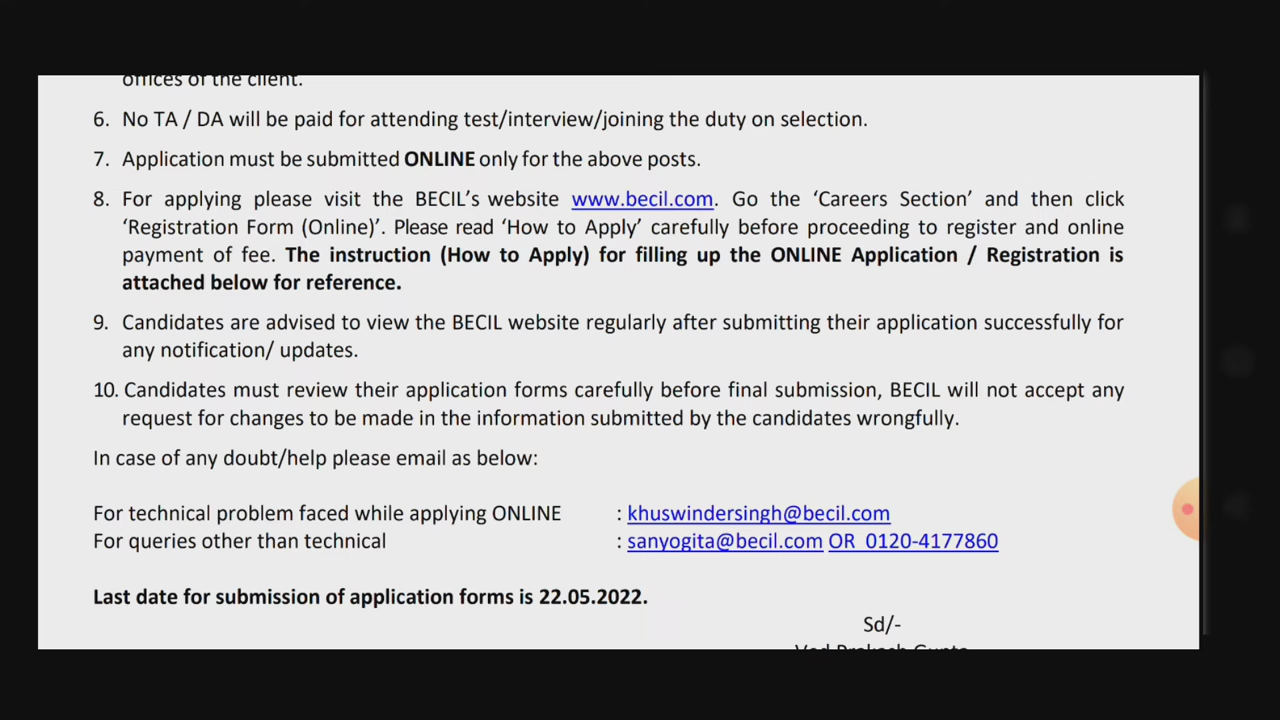 offices of the client.
6. No TA / DA will be paid for attending test/interview/joining the duty on selection.
7. Application must be submitted ONLINE only for the above posts.
8. For applying please visit the BECIL’s website www.becil.com. Go the ‘Careers Section’ and then click
‘Registration Form (Online)’. Please read ‘How to Apply’ carefully before proceeding to register and online
payment of fee. The instruction (How to Apply) for filling up the ONLINE Application / Registration is
attached below for reference.
9. Candidates are advised to view the BECIL website regularly after submitting their application successfully for
any notification/ updates.
10. Candidates must review their application forms carefully before final submission, BECIL will not accept any
request for changes to be made in the information submitted by the candidates wrongfully.
In case of any doubt/help please email as below:
For technical problem faced while applying ONLINE : khuswindersingh@becil.com
For queries other than technical : sanyogita@becil.com OR 0120-4177860
Last date for submission of application forms is 22.05.2022.
Sd/-
Ved Prakash Gupta